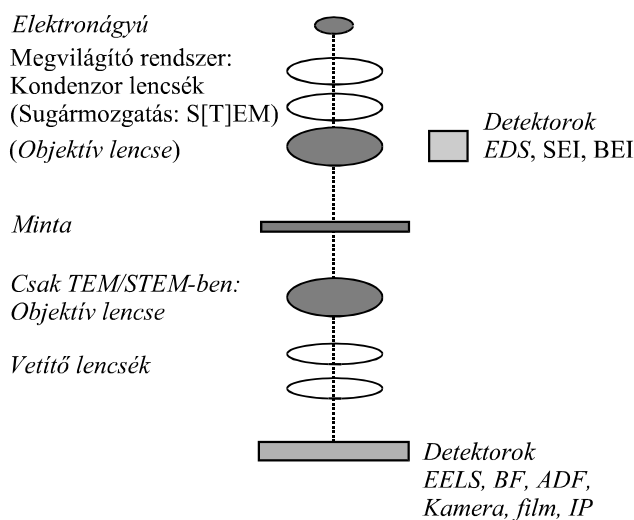 Elektronágyú
Megvilágító rendszer:
Kondenzor lencsék
(Sugármozgatás: S[T]EM)
(Objektív lencse)
Detektorok
EDS, SEI, BEI
Minta
Csak TEM/STEM-ben:
Objektív lencse
Vetítő lencsék
Detektorok
EELS, BF, ADF,
Kamera, film, IP